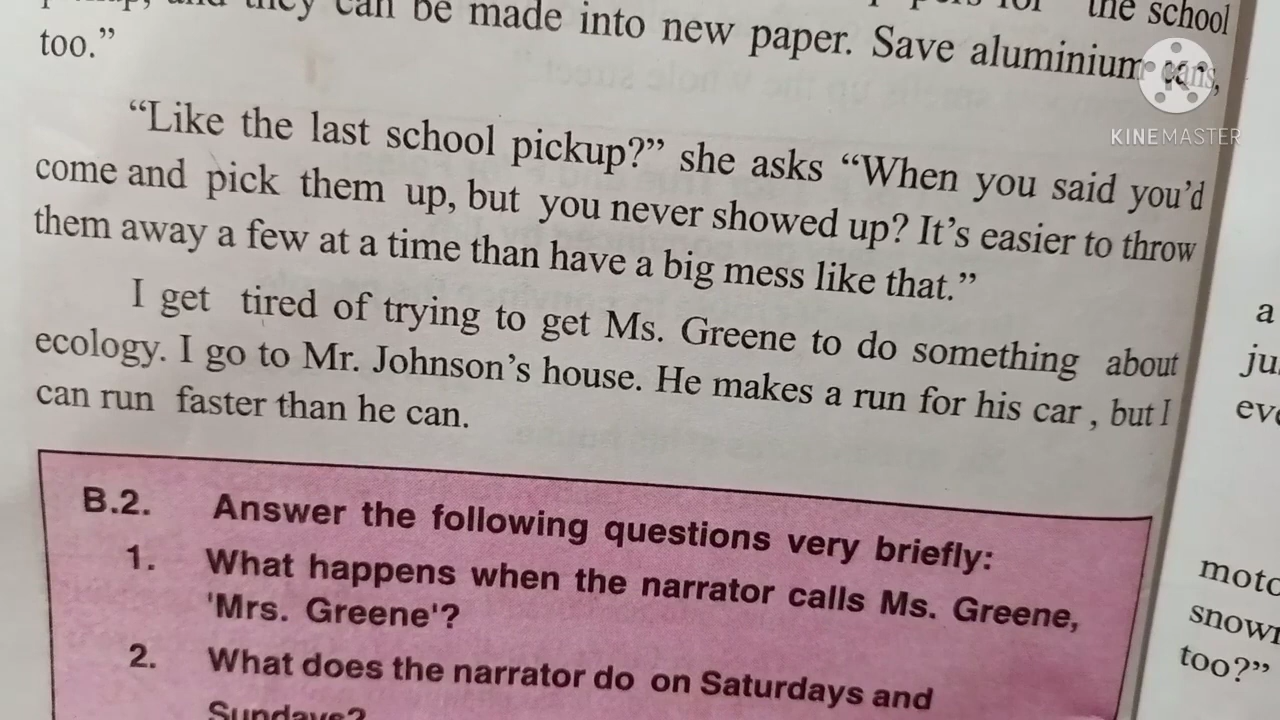 and they can be made into new paper. Save aluminium cans,
the school
too.”
KINEMASTER
“Like the last school pickup?” she asks “When you said you’d
come and pick them up, but you never showed up? It’s easier to throw
them away a few at a time than have a big mess like that.”
I get tired of trying to get Ms. Greene to do something about
ecology. I go to Mr. Johnson’s house. He makes a run for his car , but I
can run faster than he can.
B.2. Answer the following questions very briefly:
1. What happens when the narrator calls Ms. Greene,
'Mrs. Greene'?
2. What does the narrator do on Saturdays and
Sundays?
a
too?”